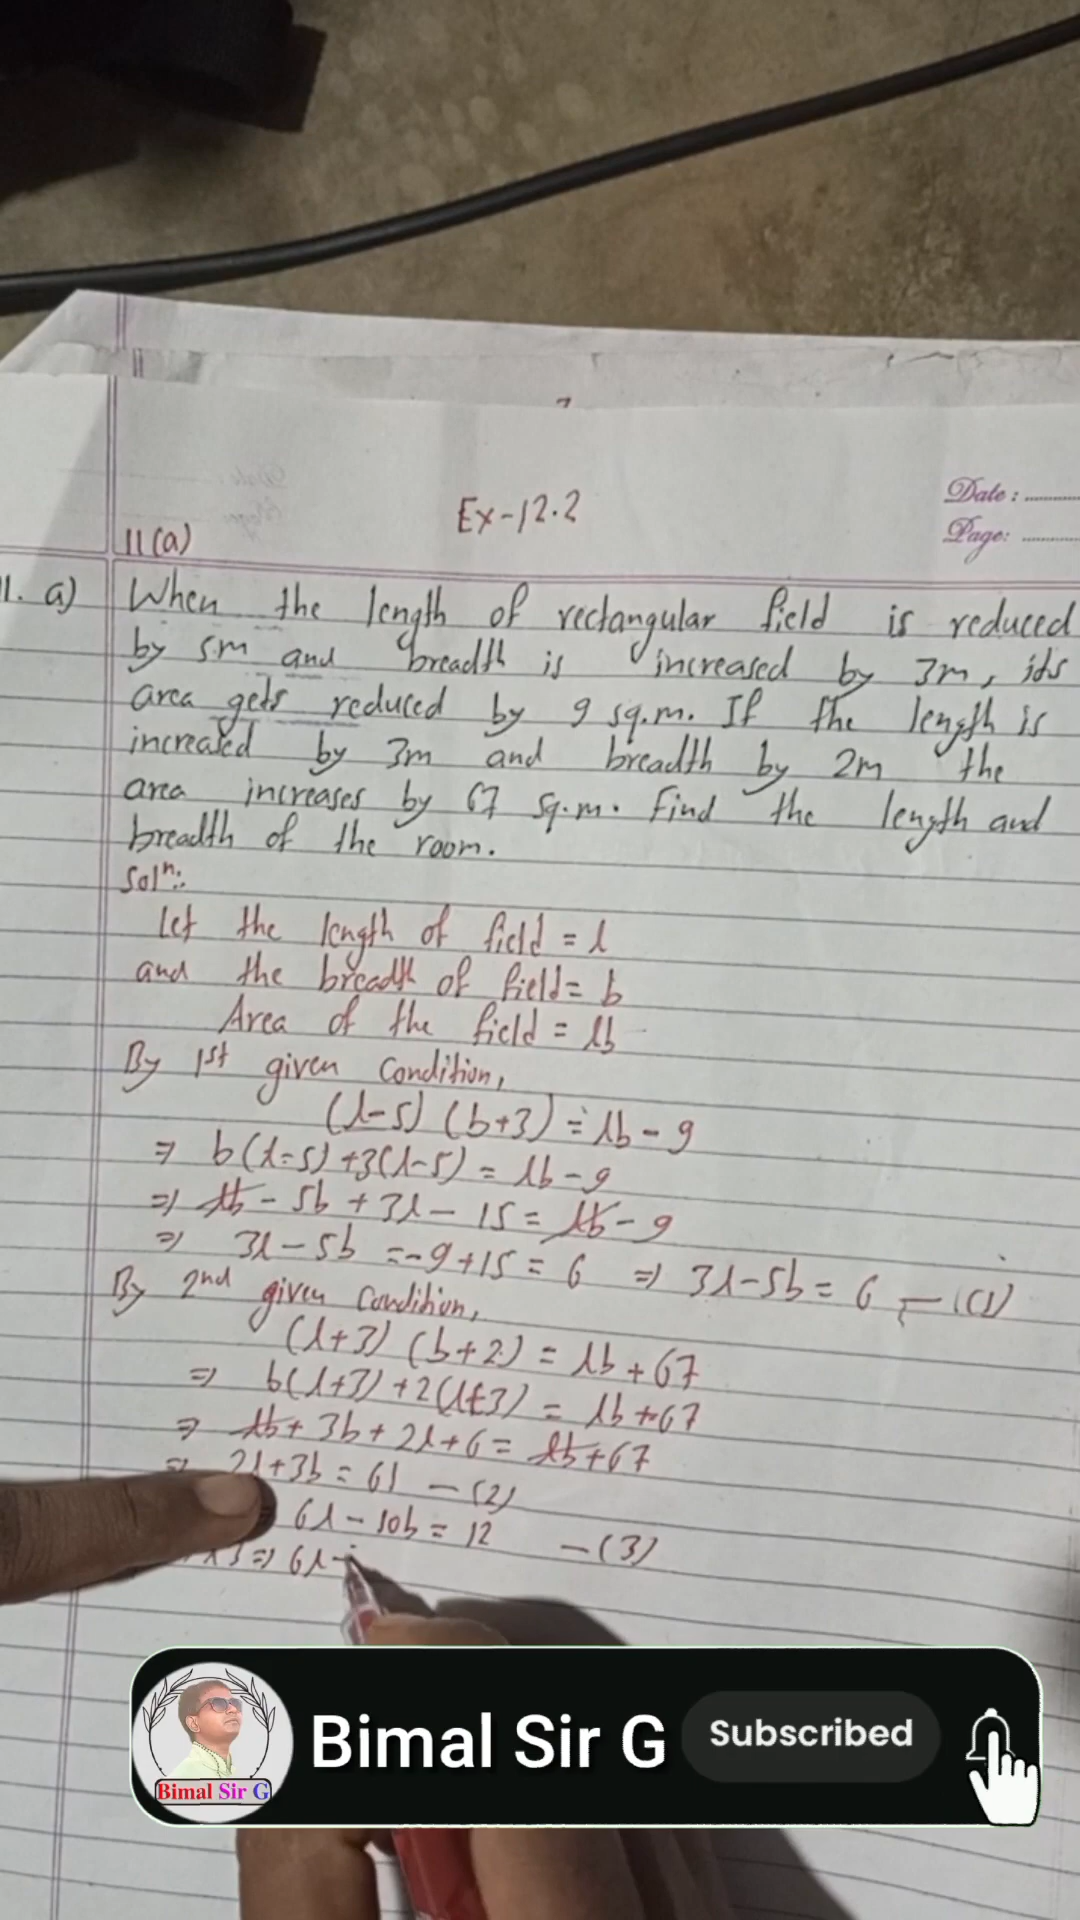 Ex-12.2
Date :
Page:
11(a)
11. a) When the length of rectangular field is reduced
by 5m and breadth is increased by 3m, its
area gets reduced by 9 sq.m. If the length is
increased by 3m and breadth by 2m the
area increases by 67 sq.m. Find the length and
breadth of the room.
Solⁿ:
Let the length of field = l
and the breadth of field = b
Area of the field = lb
By 1st given condition,
(l-5) (b+3) = lb - 9
⇒ b(l-5) +3(l-5) = lb - 9
⇒ lb - 5b + 3l - 15 = lb - 9
⇒ 3l - 5b = -9 + 15 = 6 ⇒ 3l - 5b = 6 — (1)
By 2nd given condition,
(l+3) (b+2) = lb + 67
⇒ b(l+3) + 2(l+3) = lb + 67
⇒ lb + 3b + 2l + 6 = lb + 67
⇒ 2l + 3b = 61 — (2)
6l - 10b = 12 — (3)
x3 ⇒ 6l
Bimal Sir G
Bimal Sir G Subscribed